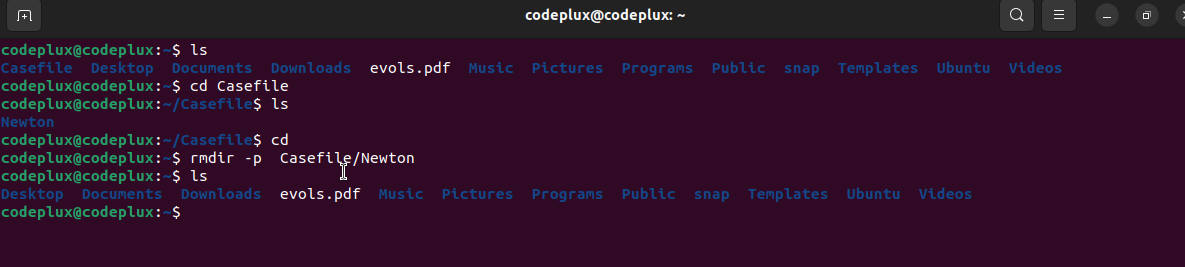 codeplux@codeplux: ~
codeplux@codeplux:~$ ls
Casefile  Desktop  Documents  Downloads  evols.pdf  Music  Pictures  Programs  Public  snap  Templates  Ubuntu  Videos
codeplux@codeplux:~$ cd Casefile
codeplux@codeplux:~/Casefile$ ls
Newton
codeplux@codeplux:~/Casefile$ cd
codeplux@codeplux:~$ rmdir -p  Casefile/Newton
codeplux@codeplux:~$ ls
Desktop  Documents  Downloads  evols.pdf  Music  Pictures  Programs  Public  snap  Templates  Ubuntu  Videos
codeplux@codeplux:~$